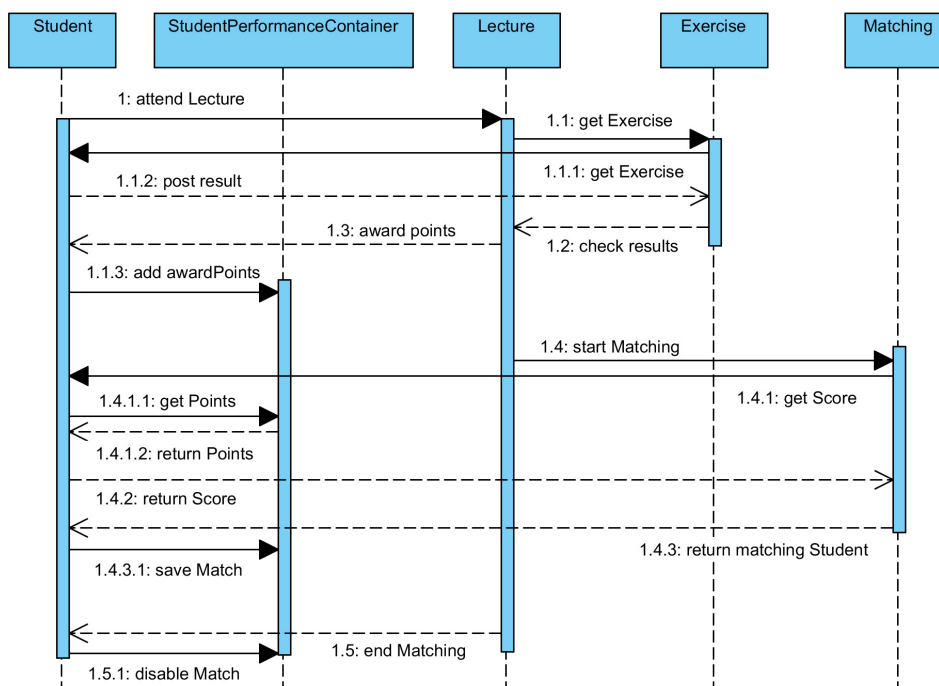 Student
StudentPerformanceContainer
Lecture
Exercise
Matching
1: attend Lecture
1.1: get Exercise
1.1.1: get Exercise
1.1.2: post result
1.2: check results
1.3: award points
1.1.3: add awardPoints
1.4: start Matching
1.4.1: get Score
1.4.1.1: get Points
1.4.1.2: return Points
1.4.2: return Score
1.4.3: return matching Student
1.4.3.1: save Match
1.5: end Matching
1.5.1: disable Match